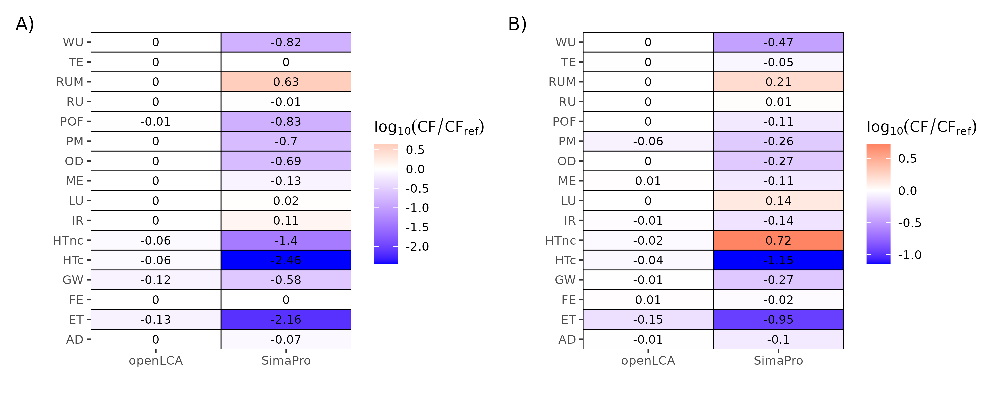 A)
WU 0 -0.82
TE 0 0
RUM 0 0.63
RU 0 -0.01
POF -0.01 -0.83
PM 0 -0.7
OD 0 -0.69
ME 0 -0.13
LU 0 0.02
IR 0 0.11
HTnc -0.06 -1.4
HTc -0.06 -2.46
GW -0.12 -0.58
FE 0 0
ET -0.13 -2.16
AD 0 -0.07
openLCA SimaPro
log10(CF/CFref)
0.5
0.0
-0.5
-1.0
-1.5
-2.0
B)
WU 0 -0.47
TE 0 -0.05
RUM 0 0.21
RU 0 0.01
POF 0 -0.11
PM -0.06 -0.26
OD 0 -0.27
ME 0.01 -0.11
LU 0 0.14
IR -0.01 -0.14
HTnc -0.02 0.72
HTc -0.04 -1.15
GW -0.01 -0.27
FE 0.01 -0.02
ET -0.15 -0.95
AD -0.01 -0.1
openLCA SimaPro
log10(CF/CFref)
0.5
0.0
-0.5
-1.0